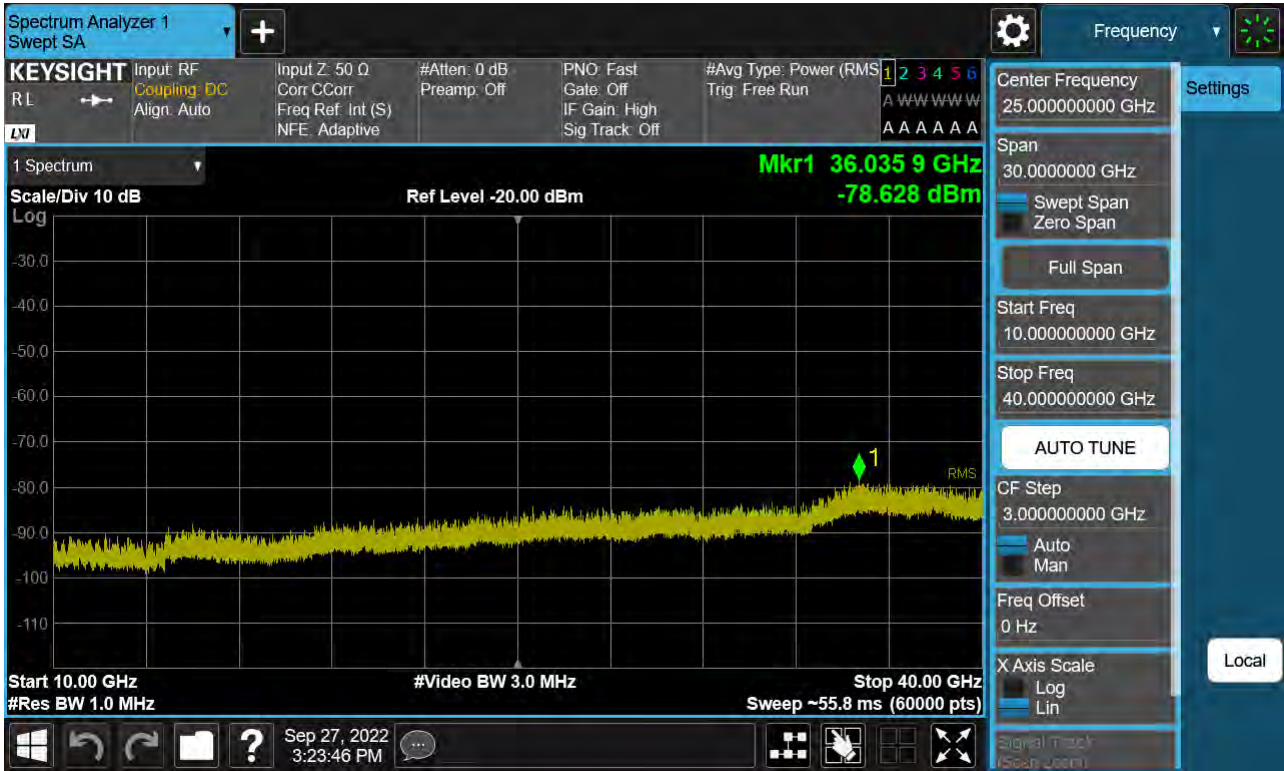 Spectrum Analyzer 1
Swept SA
Frequency
KEYSIGHT
R L
LXI
Input: RF
Coupling: DC
Align: Auto
Input Z: 50 Ω
Corr CCorr
Freq Ref: Int (S)
NFE: Adaptive
#Atten: 0 dB
Preamp: Off
PNO: Fast
Gate: Off
IF Gain: High
Sig Track: Off
#Avg Type: Power (RMS
Trig: Free Run
1 2 3 4 5 6
A W W W W W
A A A A A A
1 Spectrum
Scale/Div 10 dB
Ref Level -20.00 dBm
Mkr1 36.035 9 GHz
-78.628 dBm
Log
-30.0
-40.0
-50.0
-60.0
-70.0
-80.0
-90.0
-100
-110
1
RMS
Start 10.00 GHz
#Video BW 3.0 MHz
Stop 40.00 GHz
#Res BW 1.0 MHz
Sweep ~55.8 ms (60000 pts)
Center Frequency
25.000000000 GHz
Settings
Span
30.0000000 GHz
Swept Span
Zero Span
Full Span
Start Freq
10.000000000 GHz
Stop Freq
40.000000000 GHz
AUTO TUNE
CF Step
3.000000000 GHz
Auto
Man
Freq Offset
0 Hz
X Axis Scale
Log
Lin
Signal Track
(Span Zoom)
Local
?
Sep 27, 2022
3:23:46 PM